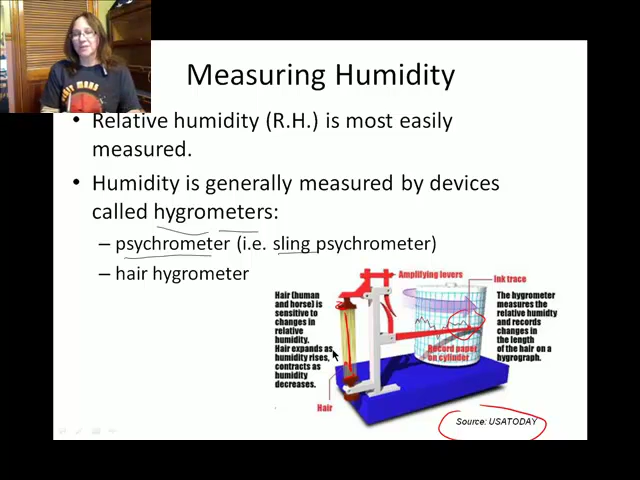 Measuring Humidity
• Relative humidity (R.H.) is most easily
measured.
• Humidity is generally measured by devices
called hygrometers:
– psychrometer (i.e. sling psychrometer)
– hair hygrometer
Hair (human
and horse) is
sensitive to
changes in
relative
humidity.
Hair expands as
humidity rises,
contracts as
humidity
decreases.
Hair
Amplifying levers
Ink trace
Record paper
on cylinder
The hygrometer
measures the
relative humidty
and records
changes in
the length
of the hair on a
hygrograph.
Source: USATODAY